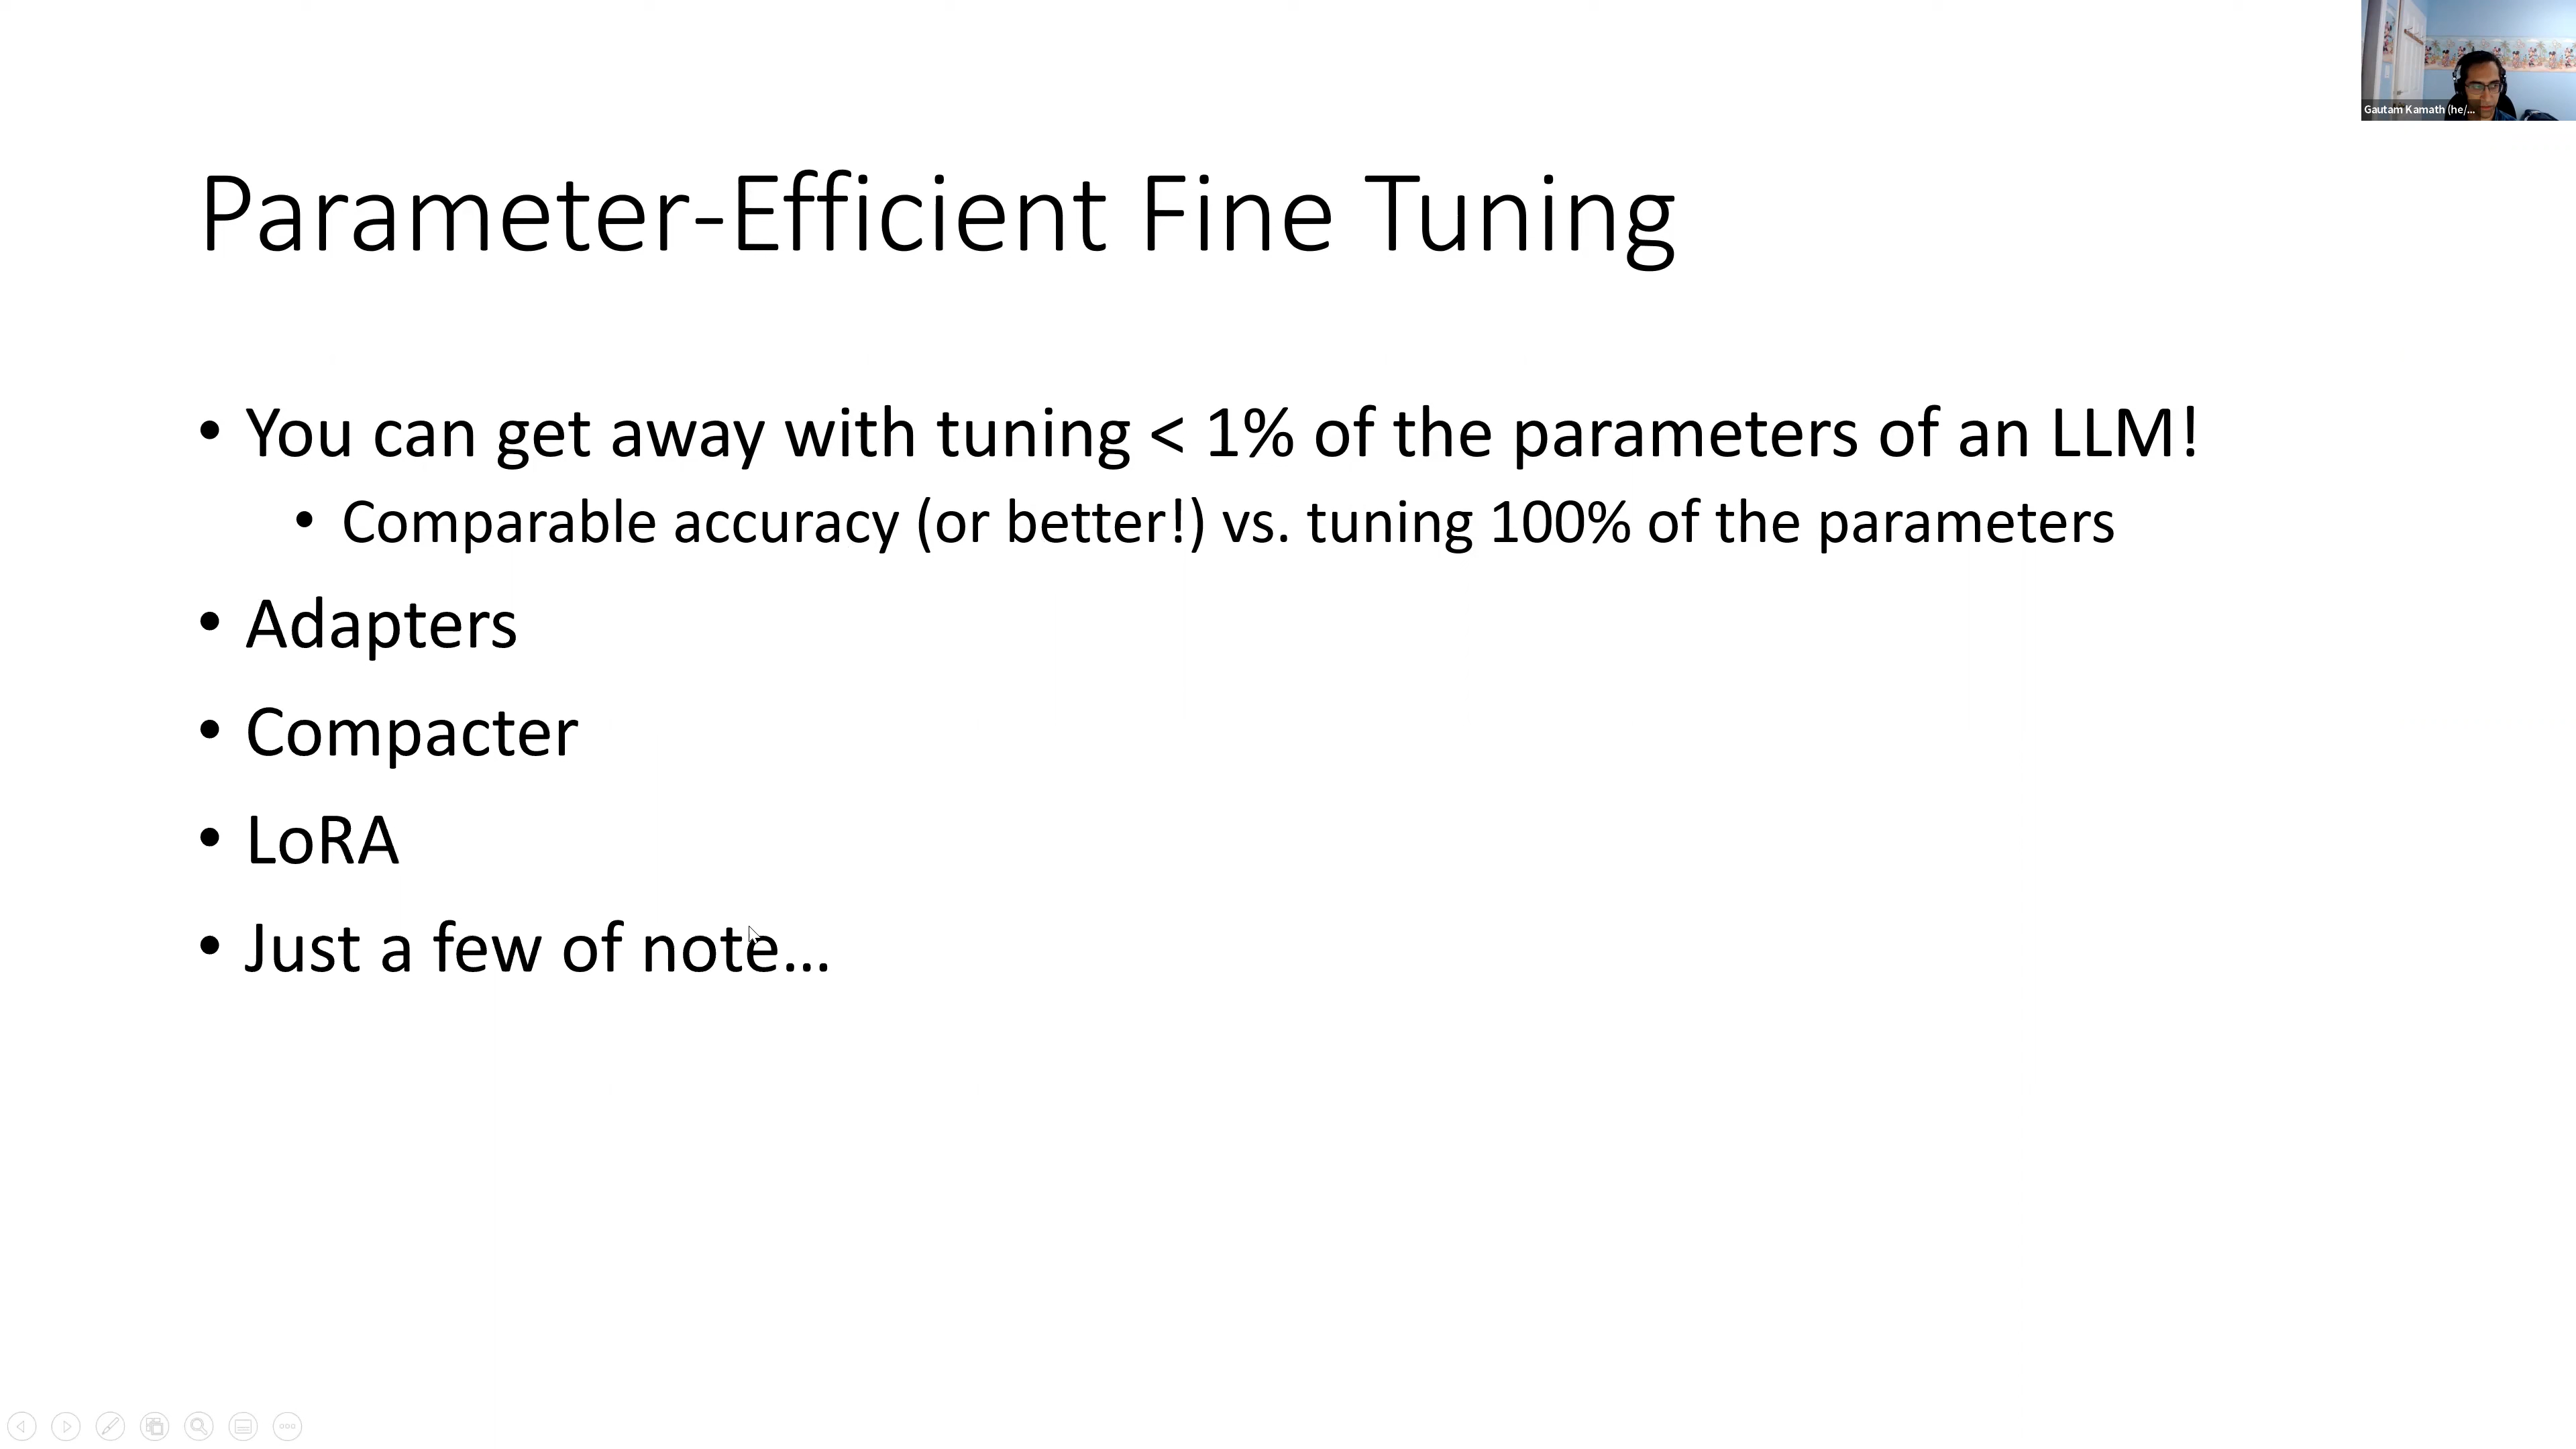 Gautam Kamath (he/...
Parameter-Efficient Fine Tuning
• You can get away with tuning < 1% of the parameters of an LLM!
• Comparable accuracy (or better!) vs. tuning 100% of the parameters
• Adapters
• Compacter
• LoRA
• Just a few of note...